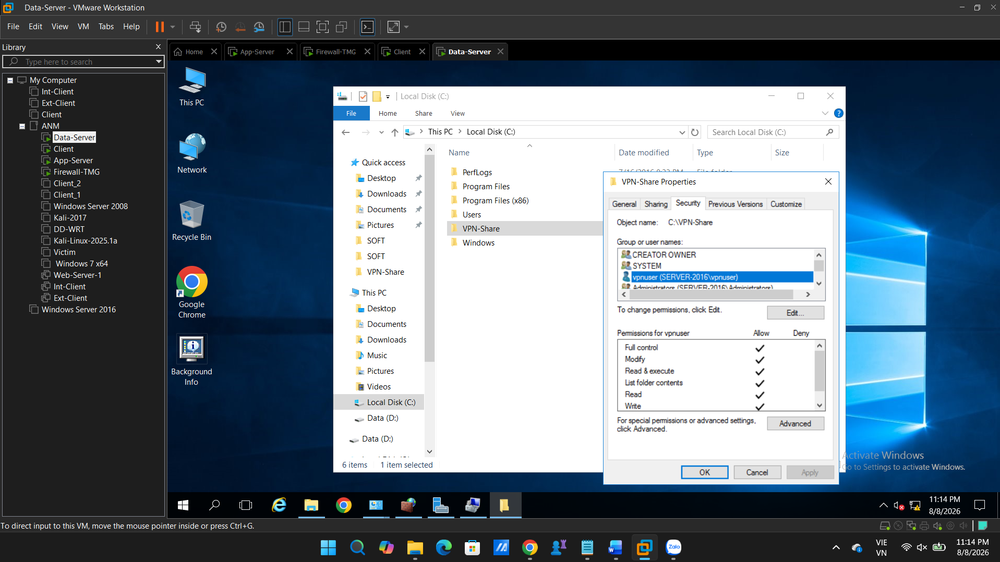 Data-Server - VMware Workstation
File Edit View VM Tabs Help
Library
Type here to search
My Computer
Int-Client
Ext-Client
Client
ANM
Data-Server
Client
App-Server
Firewall-TMG
Client_2
Client_1
Windows Server 2008
Kali-2017
DD-WRT
Kali-Linux-2025.1a
Victim
Windows 7 x64
Web-Server-1
Int-Client
Ext-Client
Windows Server 2016
Home App-Server Firewall-TMG Client Data-Server
This PC
Network
Recycle Bin
Google
Chrome
Background
Info
Local Disk (C:)
File Home Share View
This PC Local Disk (C:)
Search Local Disk (C:)
Quick access
Desktop
Downloads
Documents
Pictures
SOFT
SOFT
VPN-Share
This PC
Desktop
Documents
Downloads
Music
Pictures
Videos
Local Disk (C:)
Data (D:)
Data (D:)
Name Date modified Type Size
PerfLogs
Program Files
Program Files (x86)
Users
VPN-Share
Windows
6 items 1 item selected
VPN-Share Properties
General Sharing Security Previous Versions Customize
Object name: C:\VPN-Share
Group or user names:
CREATOR OWNER
SYSTEM
vpnuser (SERVER-2016\vpnuser)
Administrators (SERVER-2016\Administrators)
To change permissions, click Edit.
Edit...
Permissions for vpnuser Allow Deny
Full control
Modify
Read & execute
List folder contents
Read
Write
For special permissions or advanced settings,
click Advanced.
Advanced
OK Cancel Apply
Activate Windows
Go to Settings to activate Windows.
11:14 PM
8/8/2026
To direct input to this VM, move the mouse pointer inside or press Ctrl+G.
Zalo
VIE
VN
11:14 PM
8/8/2026